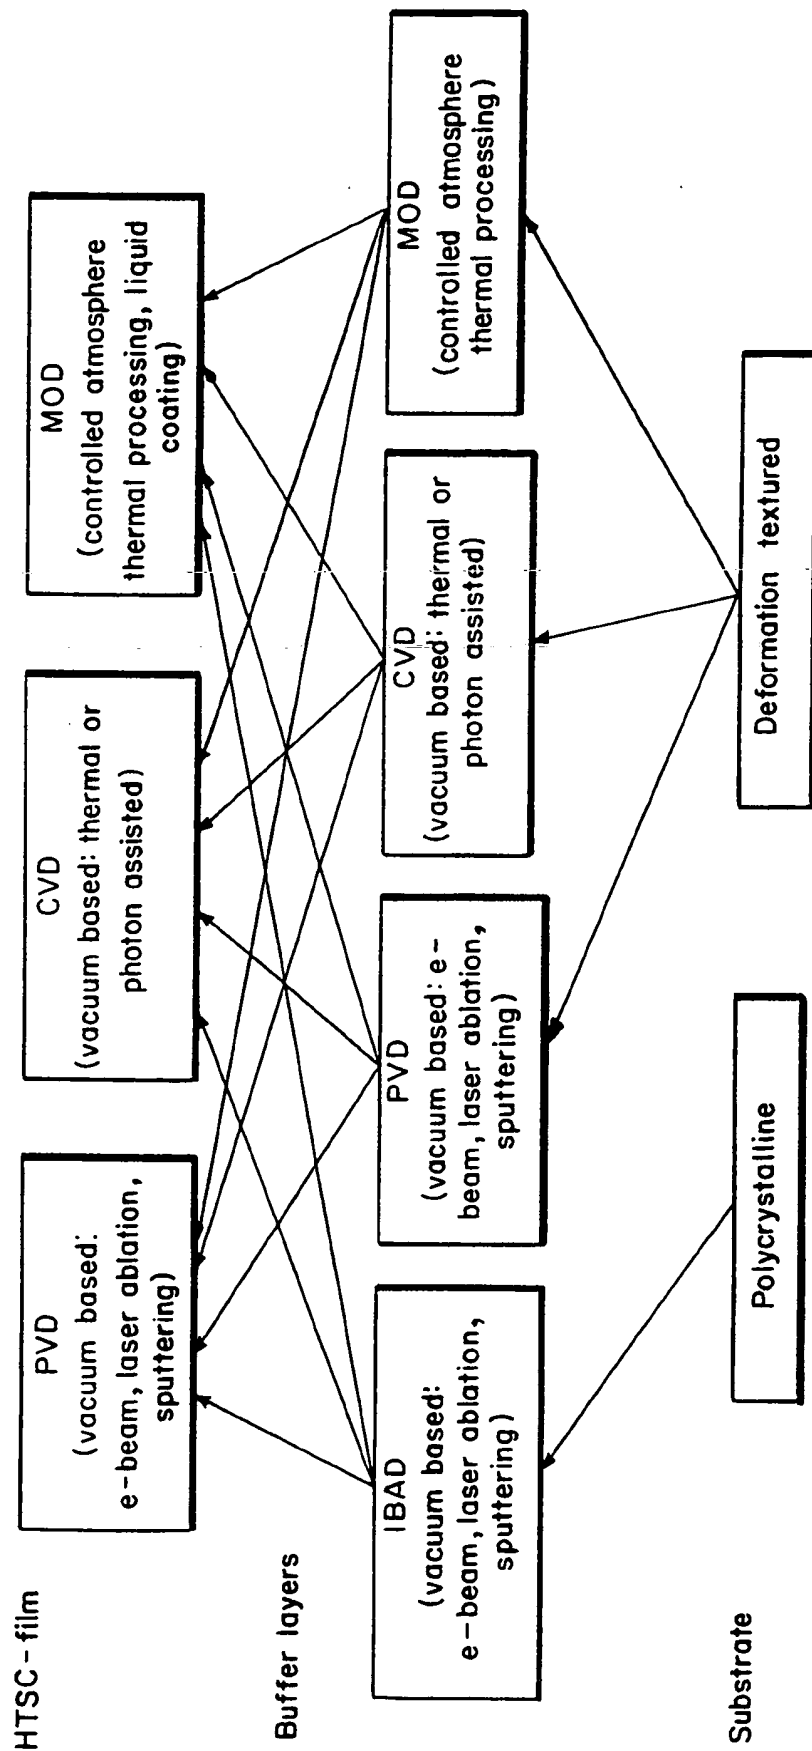 HTSC-film
PVD
(vacuum based:
e-beam, laser ablation,
sputtering)
CVD
(vacuum based: thermal or
photon assisted)
MOD
(controlled atmosphere
thermal processing, liquid
coating)
Buffer layers
IBAD
(vacuum based:
e-beam, laser ablation,
sputtering)
PVD
(vacuum based: e-
beam, laser ablation,
sputtering)
CVD
(vacuum based: thermal or
photon assisted)
MOD
(controlled atmosphere
thermal processing)
Substrate
Polycrystalline
Deformation textured